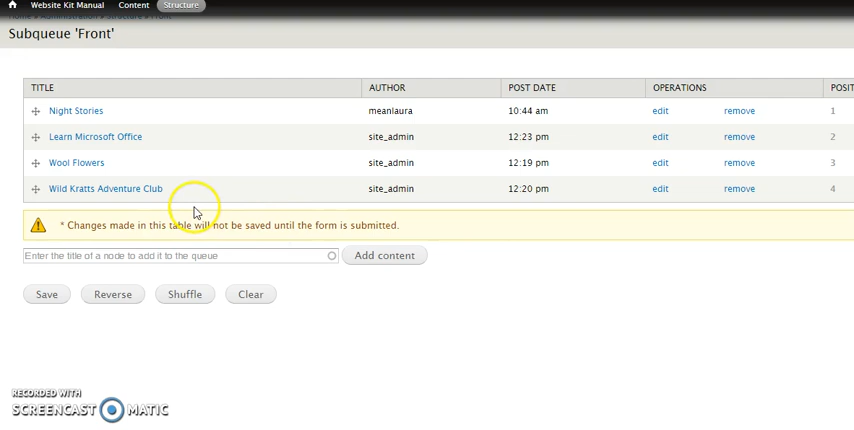 Website Kit Manual Content Structure
Home » Administration » Structure » Front
Subqueue 'Front'
TITLE AUTHOR POST DATE OPERATIONS POSIT
Night Stories meanlaura 10:44 am edit remove 1
Learn Microsoft Office site_admin 12:23 pm edit remove 2
Wool Flowers site_admin 12:19 pm edit remove 3
Wild Kratts Adventure Club site_admin 12:20 pm edit remove 4
* Changes made in this table will not be saved until the form is submitted.
Enter the title of a node to add it to the queue Add content
Save Reverse Shuffle Clear
RECORDED WITH
SCREENCAST MATIC